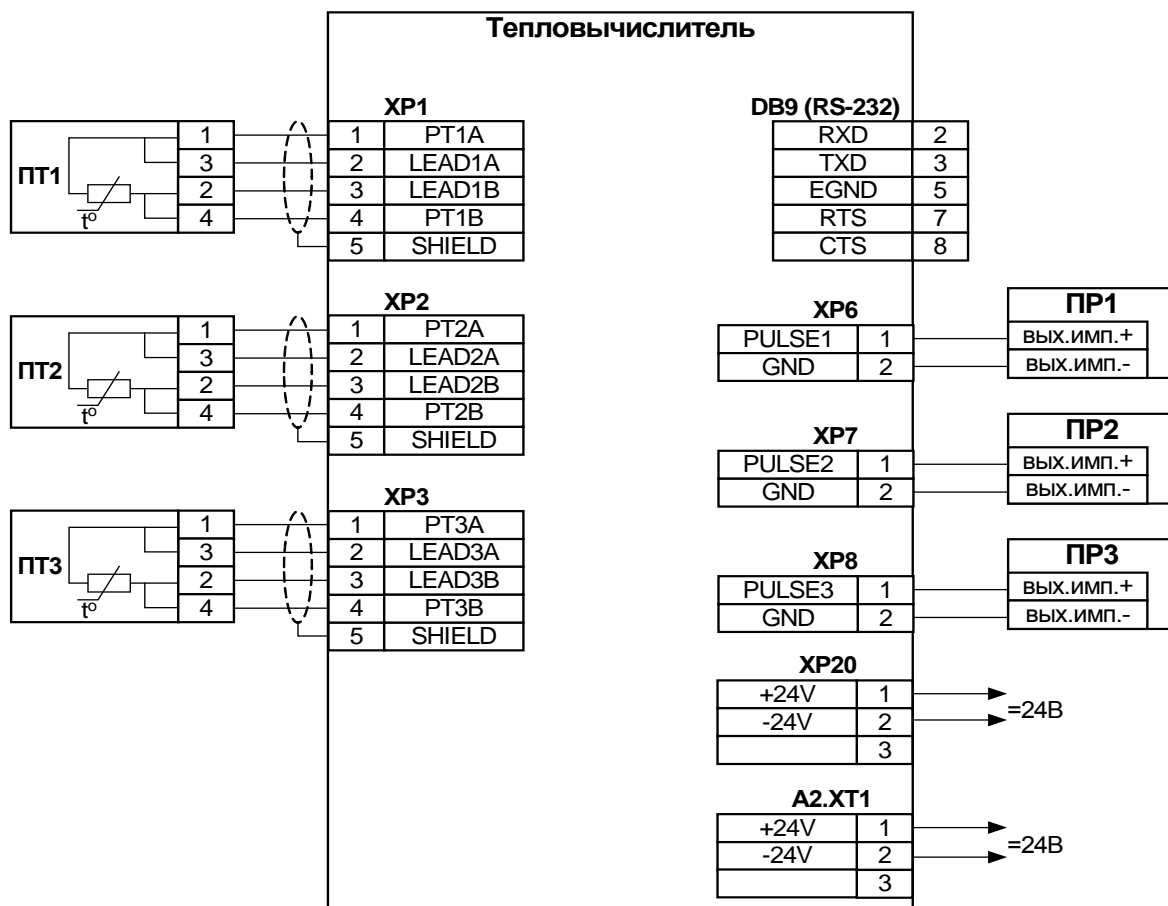 Тепловычислитель
XP1
ПТ1
1
3
2
4
tº
1 PT1A
2 LEAD1A
3 LEAD1B
4 PT1B
5 SHIELD
XP2
ПТ2
1
3
2
4
tº
1 PT2A
2 LEAD2A
3 LEAD2B
4 PT2B
5 SHIELD
XP3
ПТ3
1
3
2
4
tº
1 PT3A
2 LEAD3A
3 LEAD3B
4 PT3B
5 SHIELD
DB9 (RS-232)
RXD 2
TXD 3
EGND 5
RTS 7
CTS 8
XP6
PULSE1 1
GND 2
ПР1
вых.имп.+
вых.имп.-
XP7
PULSE2 1
GND 2
ПР2
вых.имп.+
вых.имп.-
XP8
PULSE3 1
GND 2
ПР3
вых.имп.+
вых.имп.-
XP20
+24V 1
-24V 2
3
=24В
A2.XT1
+24V 1
-24V 2
3
=24В